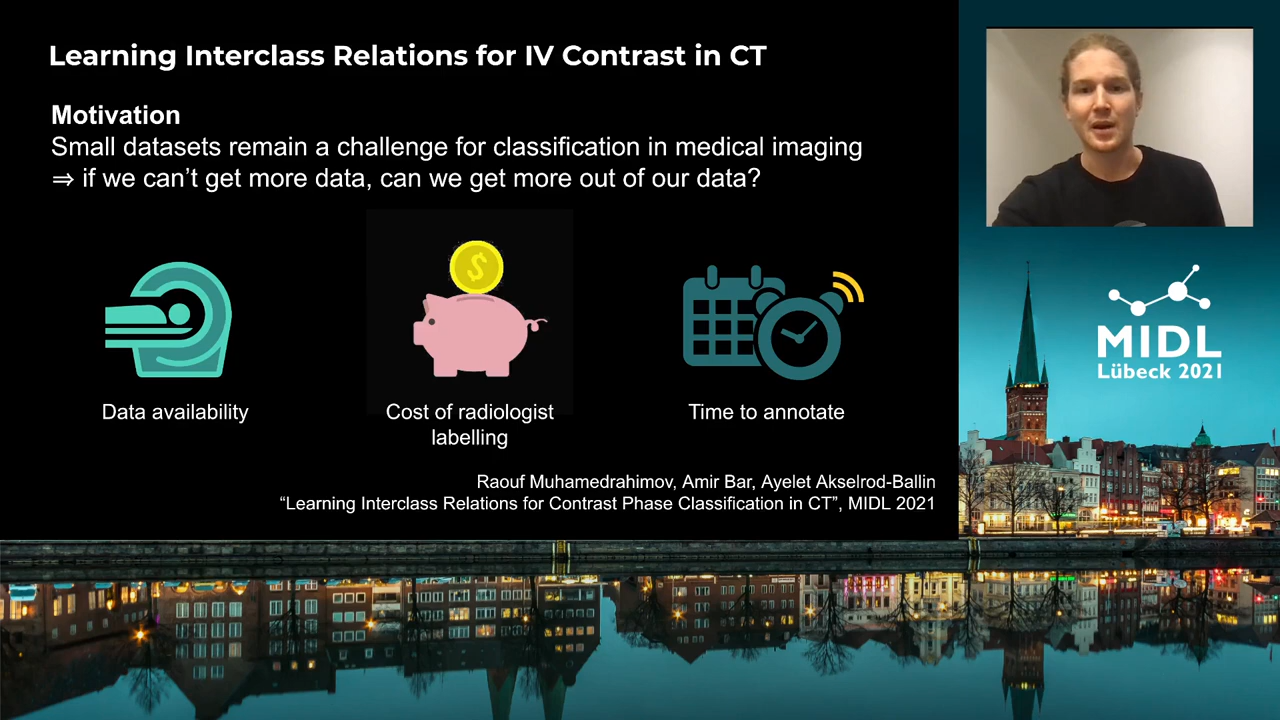 Learning Interclass Relations for IV Contrast in CT
Motivation
Small datasets remain a challenge for classification in medical imaging
⇒ if we can't get more data, can we get more out of our data?
$
Data availability
Cost of radiologist
labelling
Time to annotate
Raouf Muhamedrahimov, Amir Bar, Ayelet Akselrod-Ballin
“Learning Interclass Relations for Contrast Phase Classification in CT”, MIDL 2021
MIDL
Lübeck 2021